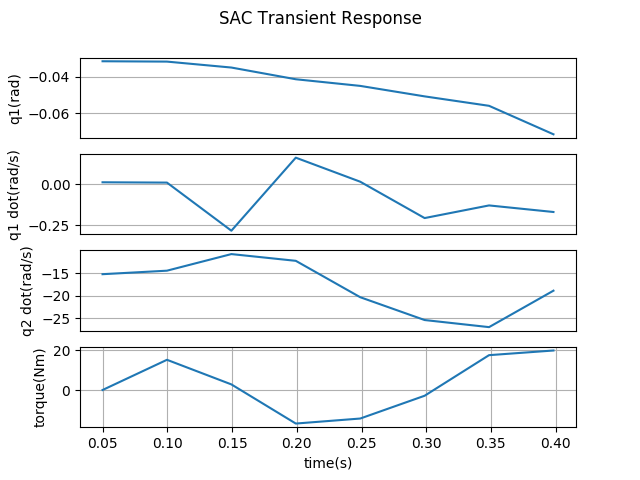 SAC Transient Response
q1(rad)
−0.04
−0.06
q1 dot(rad/s)
0.00
−0.25
q2 dot(rad/s)
−15
−20
−25
torque(Nm)
20
0
0.05 0.10 0.15 0.20 0.25 0.30 0.35 0.40
time(s)